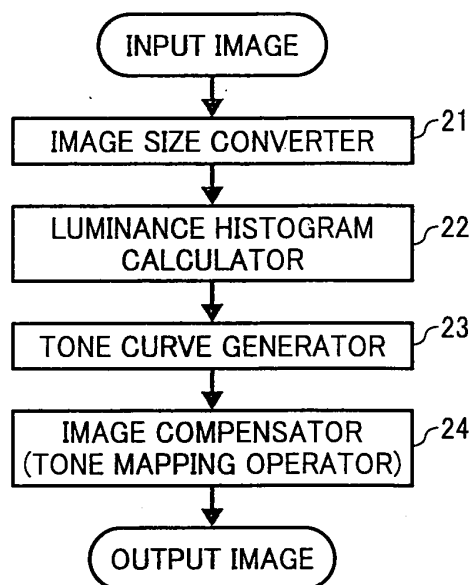 INPUT IMAGE
IMAGE SIZE CONVERTER
21
LUMINANCE HISTOGRAM
CALCULATOR
22
TONE CURVE GENERATOR
23
IMAGE COMPENSATOR
(TONE MAPPING OPERATOR)
24
OUTPUT IMAGE